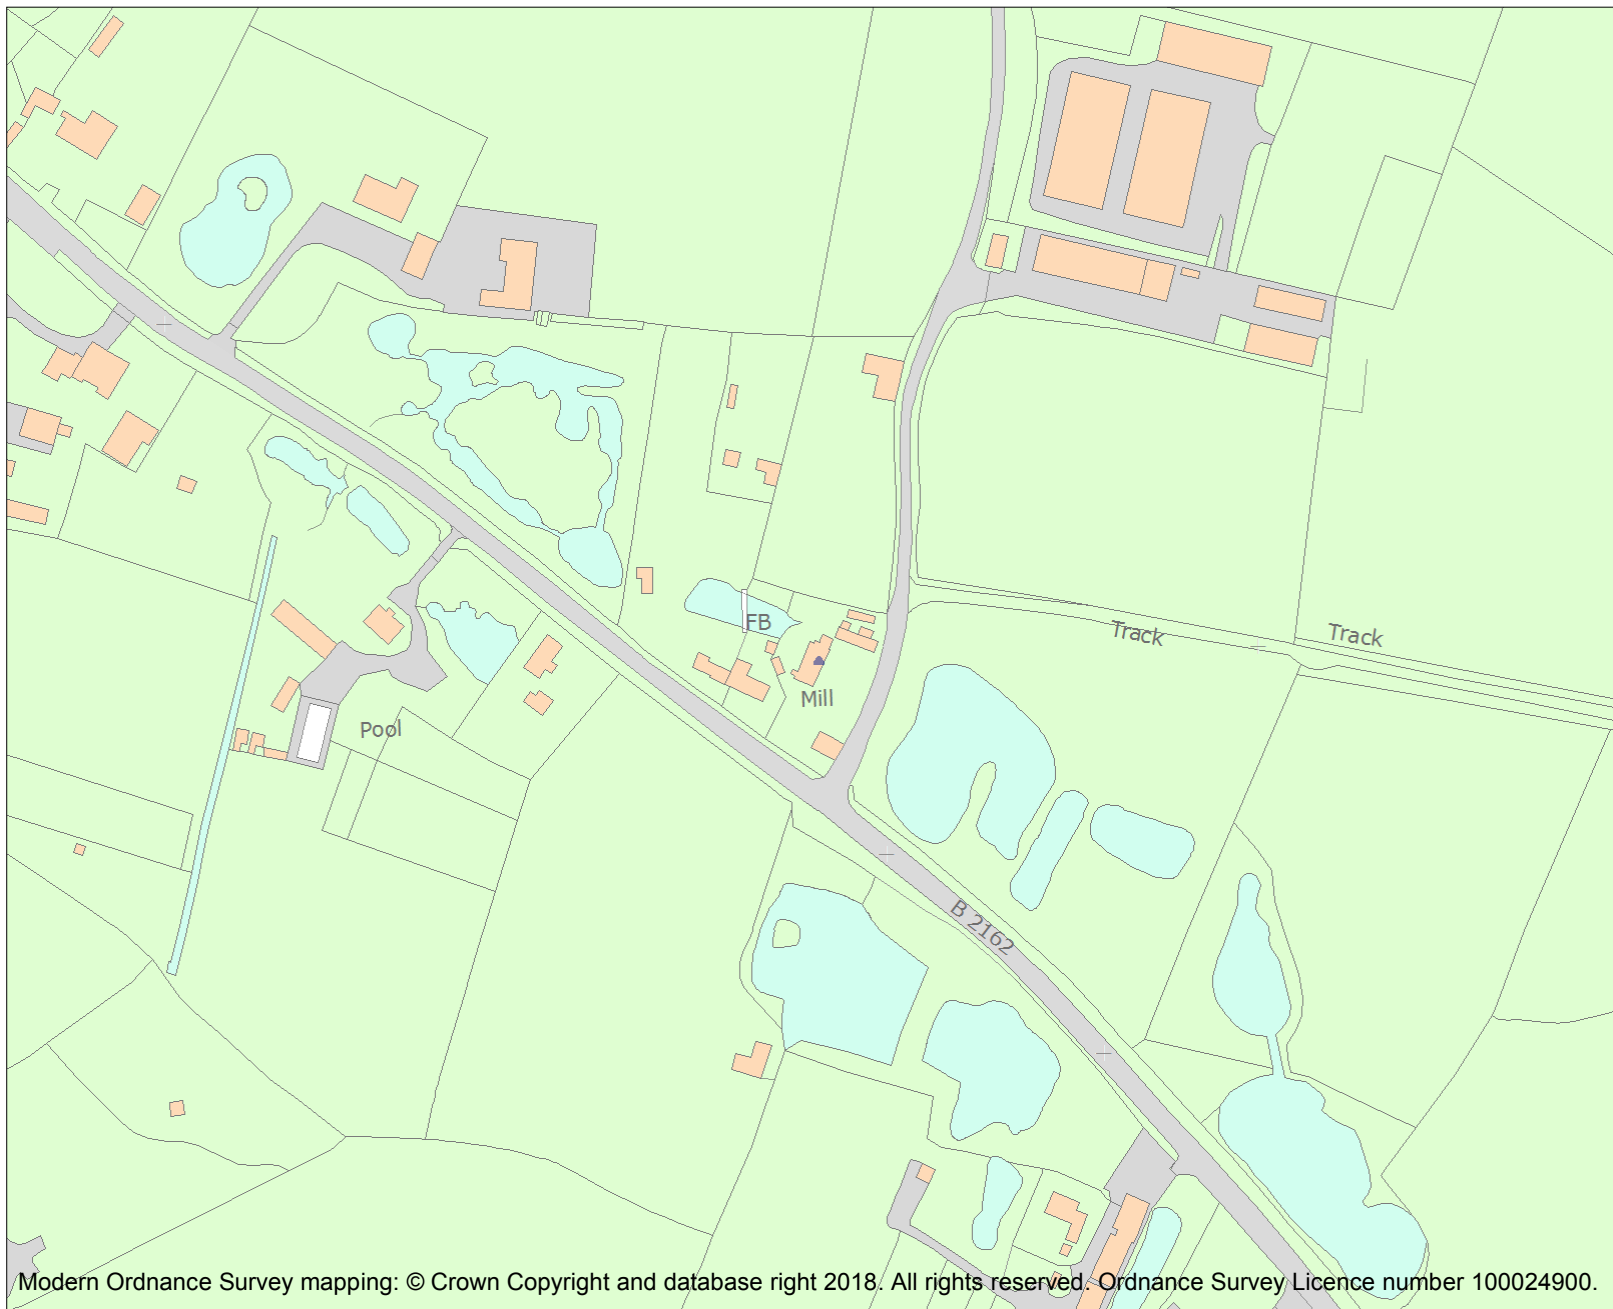 FB
Track
Track
Mill
Pool
B 2162
Modern Ordnance Survey mapping: © Crown Copyright and database right 2018. All rights reserved. Ordnance Survey Licence number 100024900.